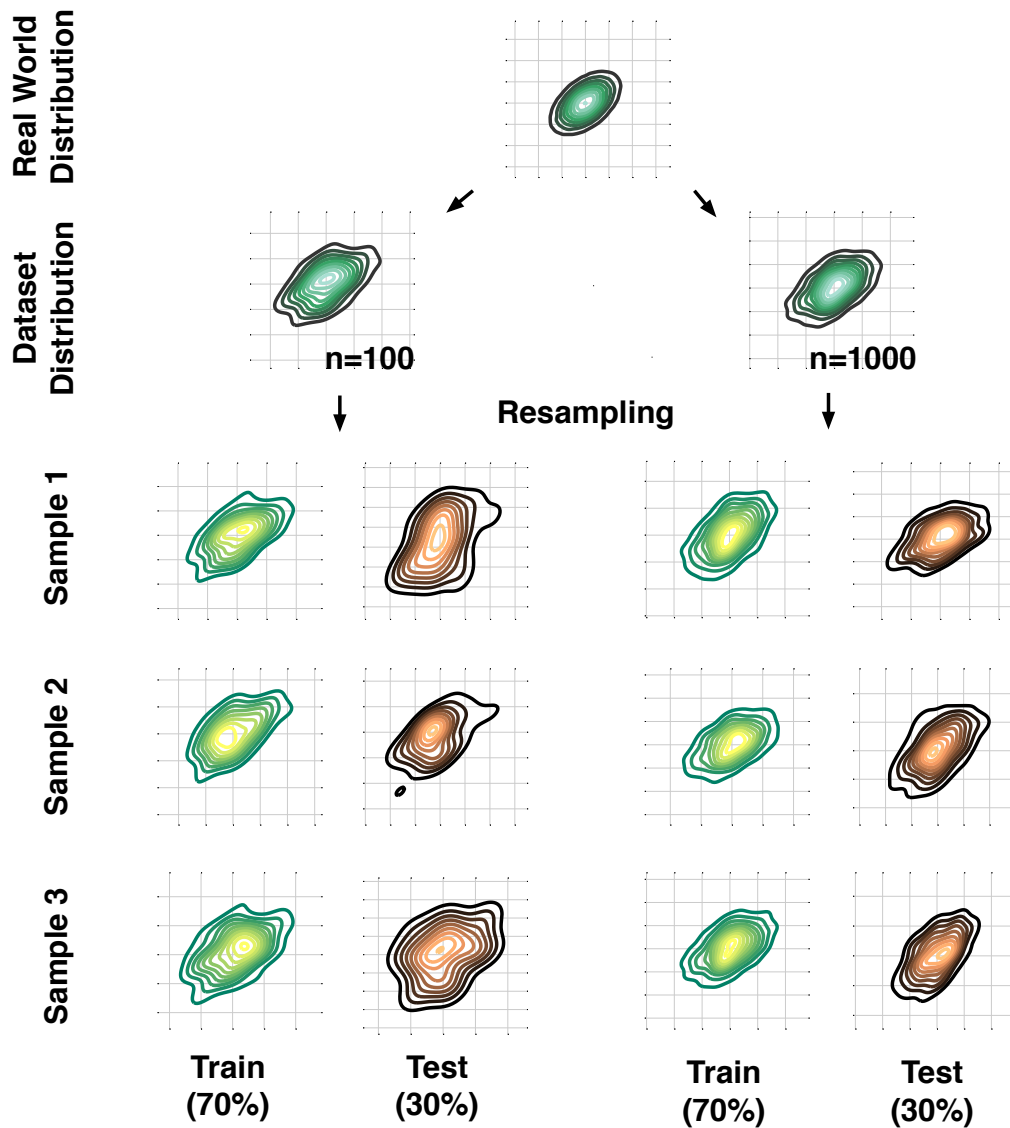 Real World
Distribution
Dataset
Distribution
n=100
n=1000
Resampling
Sample 1
Sample 2
Sample 3
Train
(70%)
Test
(30%)
Train
(70%)
Test
(30%)